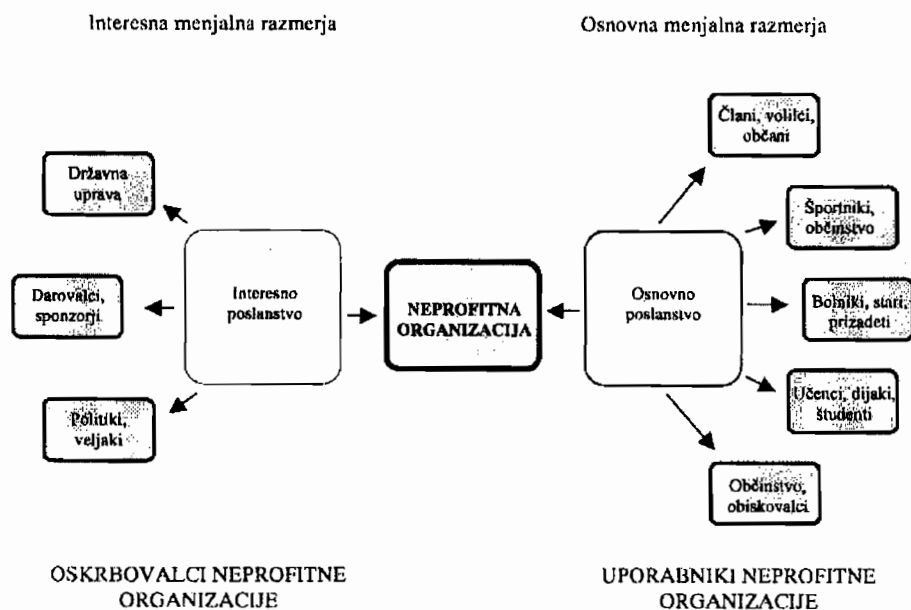 Interesna menjalna razmerja
Osnovna menjalna razmerja
Člani, volilci,
občani
Državna
uprava
Športniki,
občinstvo
Darovalci,
sponzorji
Interesno
poslanstvo
NEPROFITNA
ORGANIZACIJA
Osnovno
poslanstvo
Bolniki, stari,
prizadeti
Politiki,
veljaki
Učenci, dijaki,
študenti
Občinstvo,
obiskovalci
OSKRBOVALCI NEPROFITNE
ORGANIZACIJE
UPORABNIKI NEPROFITNE
ORGANIZACIJE